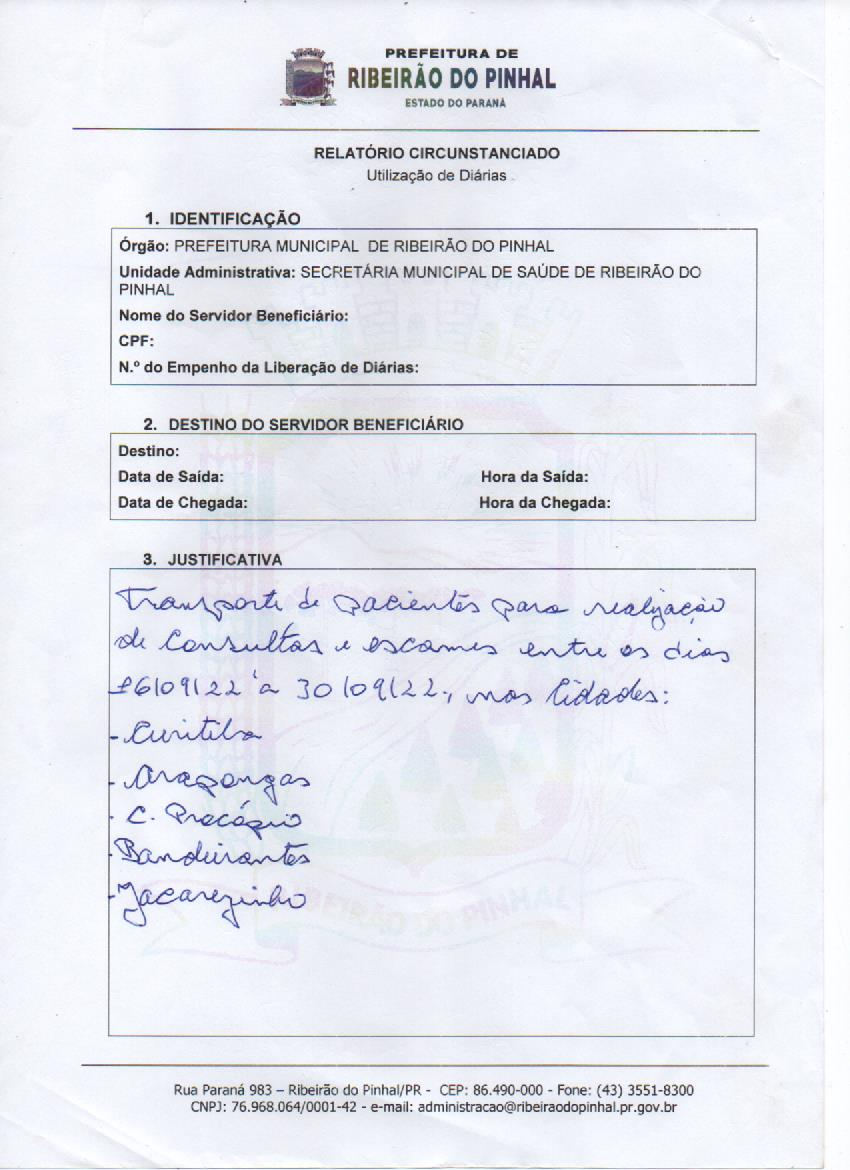 PREFEITURA DE
RIBEIRÃO DO PINHAL
ESTADO DO PARANÁ
RELATÓRIO CIRCUNSTANCIADO
Utilização de Diárias
1. IDENTIFICAÇÃO
Órgão: PREFEITURA MUNICIPAL DE RIBEIRÃO DO PINHAL
Unidade Administrativa: SECRETÁRIA MUNICIPAL DE SAÚDE DE RIBEIRÃO DO
PINHAL
Nome do Servidor Beneficiário:
CPF:
N.º do Empenho da Liberação de Diárias:
2. DESTINO DO SERVIDOR BENEFICIÁRIO
Destino:
Data de Saída: Hora da Saída:
Data de Chegada: Hora da Chegada:
3. JUSTIFICATIVA
Transporte de pacientes para realização
de consultas e escames entre os dias
26/09/22 a 30/09/22, nas Cidades:
- Curitiba
- Arapongas
- C. Procópio
- Bandeirantes
- Jacarezinho
RIBEIRÃO DO PINHAL
Rua Paraná 983 – Ribeirão do Pinhal/PR - CEP: 86.490-000 - Fone: (43) 3551-8300
CNPJ: 76.968.064/0001-42 - e-mail: administracao@ribeiraodopinhal.pr.gov.br